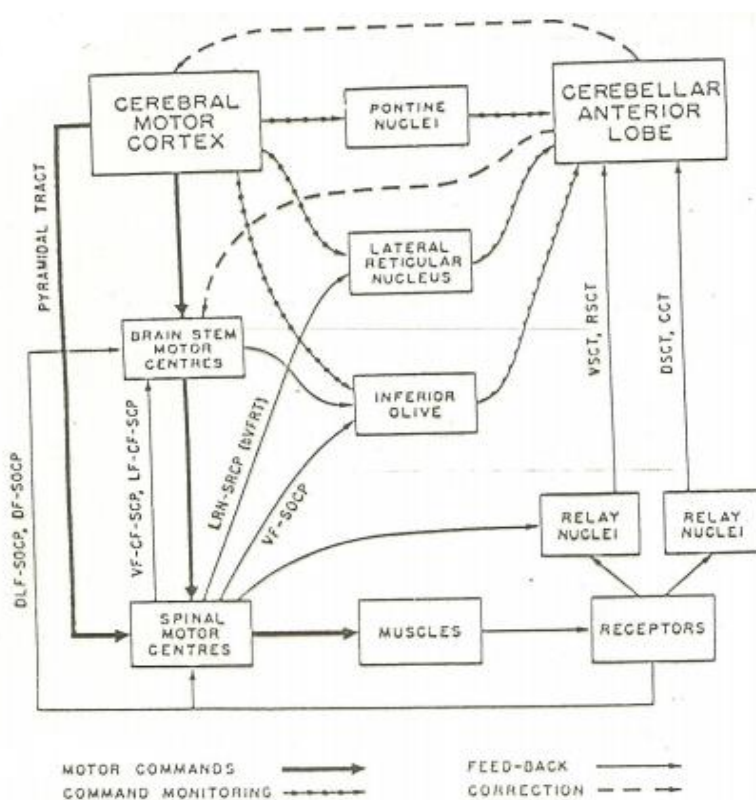 CEREBRAL
MOTOR
CORTEX
PONTINE
NUCLEI
CEREBELLAR
ANTERIOR
LOBE
PYRAMIDAL TRACT
LATERAL
RETICULAR
NUCLEUS
BRAIN STEM
MOTOR
CENTRES
INFERIOR
OLIVE
VSCT, RSCT
DSCT, CCT
DLF-SOCP, DF-SOCP
VF-CF-SCP, LF-CF-SCP
LRN-SRCP (bVFRT)
VF-SOCP
RELAY
NUCLEI
RELAY
NUCLEI
SPINAL
MOTOR
CENTRES
MUSCLES
RECEPTORS
MOTOR COMMANDS
FEED-BACK
COMMAND MONITORING
CORRECTION